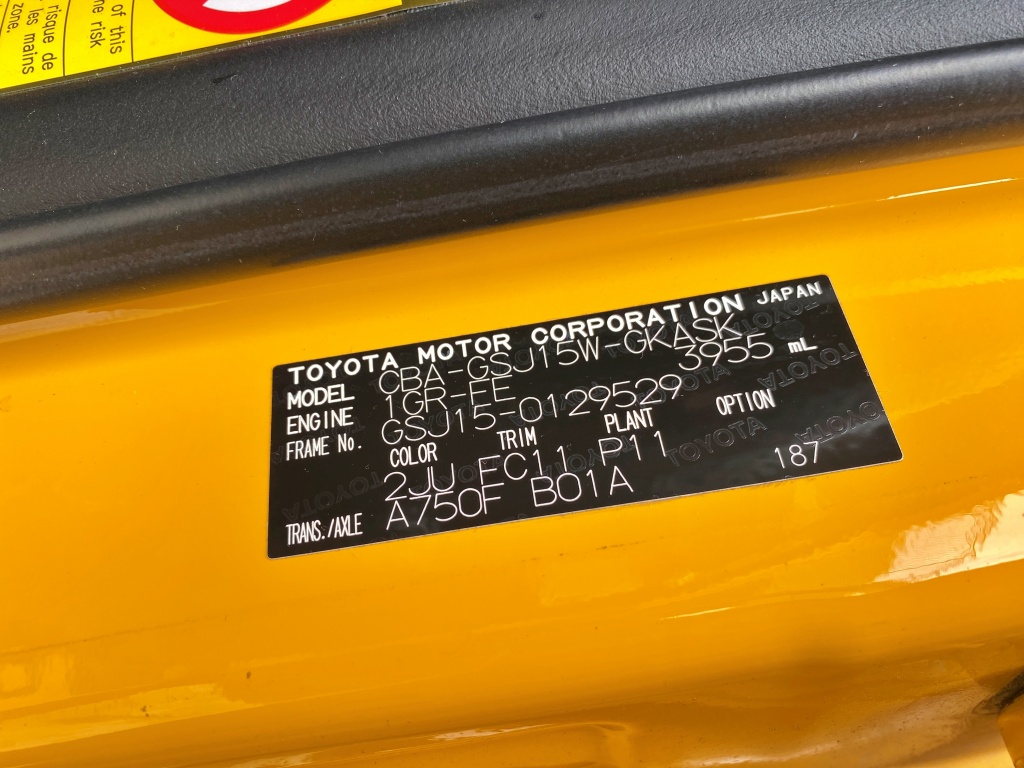 of this
ne risk
risque de
les mains
zone.
TOYOTA MOTOR CORPORATION JAPAN
MODEL CBA-GSJ15W-GKASK
ENGINE 1GR-EE 3955 mL
FRAME No. GSJ15-0129529
COLOR TRIM PLANT OPTION
2JU FC11 P11
TRANS./AXLE A750F B01A 187